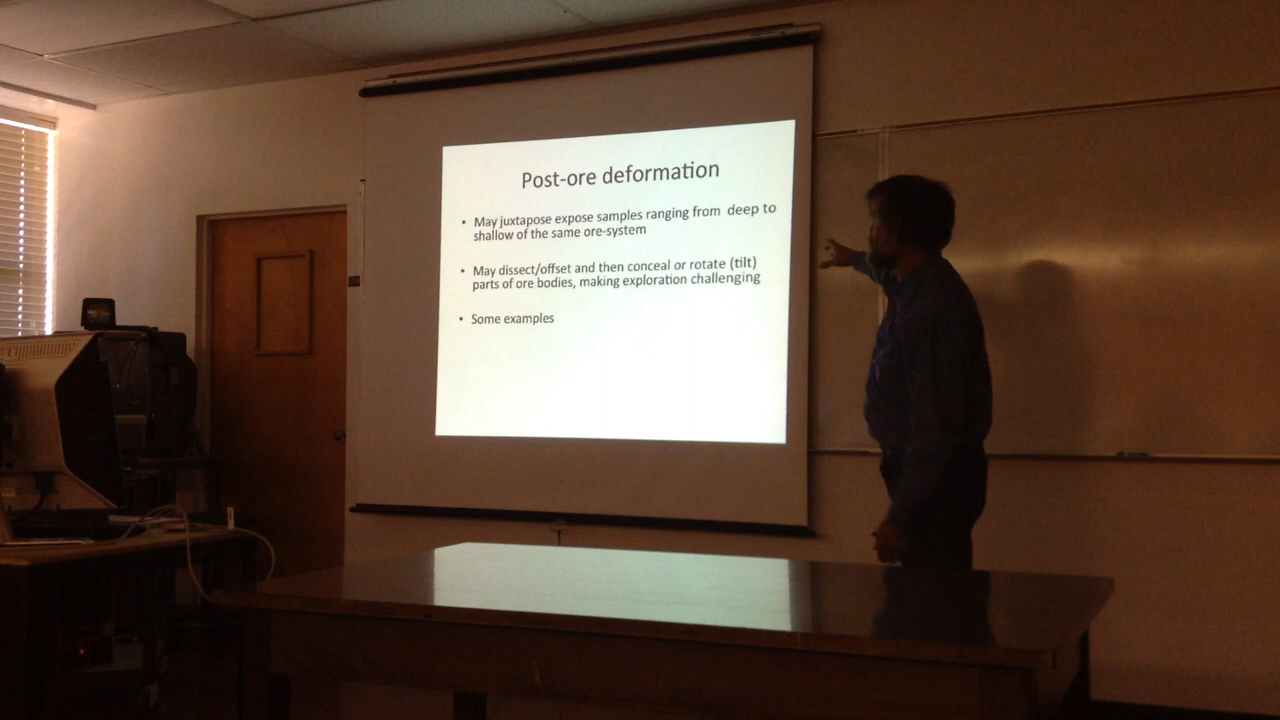 Post-ore deformation
• May juxtapose expose samples ranging from deep to
shallow of the same ore-system
• May dissect/offset and then conceal or rotate (tilt)
parts of ore bodies, making exploration challenging
• Some examples